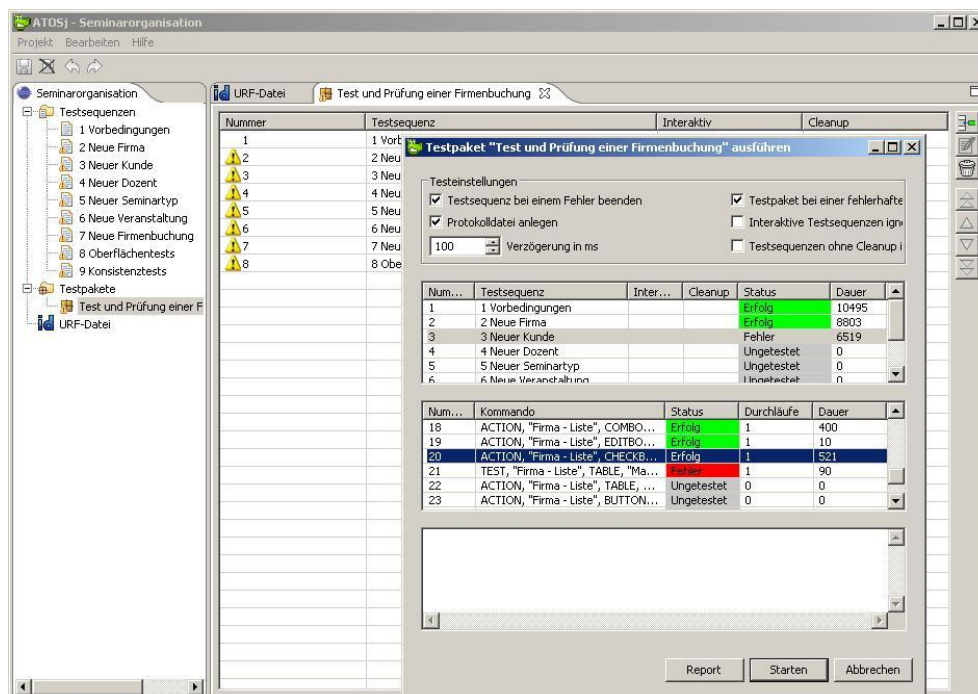 ATOSj - Seminarorganisation
Projekt Bearbeiten Hilfe
Seminarorganisation
Testsequenzen
1 Vorbedingungen
2 Neue Firma
3 Neuer Kunde
4 Neuer Dozent
5 Neuer Seminartyp
6 Neue Veranstaltung
7 Neue Firmenbuchung
8 Oberflächentests
9 Konsistenztests
Testpakete
Test und Prüfung einer F
URF-Datei
URF-Datei Test und Prüfung einer Firmenbuchung
Nummer Testsequenz Interaktiv Cleanup
1 1 Vorb
2 2 Neu
3 3 Neu
4 4 Neu
5 5 Neu
6 6 Neu
7 7 Neu
8 8 Obe
Testpaket "Test und Prüfung einer Firmenbuchung" ausführen
Testeinstellungen
Testsequenz bei einem Fehler beenden Testpaket bei einer fehlerhafte
Protokolldatei anlegen Interaktive Testsequenzen igno
100 Verzögerung in ms Testsequenzen ohne Cleanup i
Num... Testsequenz Inter... Cleanup Status Dauer
1 1 Vorbedingungen Erfolg 10495
2 2 Neue Firma Erfolg 8803
3 3 Neuer Kunde Fehler 6519
4 4 Neuer Dozent Ungetestet 0
5 5 Neuer Seminartyp Ungetestet 0
6 6 Neue Veranstaltung Ungetestet 0
Num... Kommando Status Durchläufe Dauer
18 ACTION, "Firma - Liste", COMBO... Erfolg 1 400
19 ACTION, "Firma - Liste", EDITBO... Erfolg 1 10
20 ACTION, "Firma - Liste", CHECKB... Erfolg 1 521
21 TEST, "Firma - Liste", TABLE, "Ma... Fehler 1 90
22 ACTION, "Firma - Liste", TABLE, ... Ungetestet 0 0
23 ACTION, "Firma - Liste", BUTTON... Ungetestet 0 0
Report Starten Abbrechen